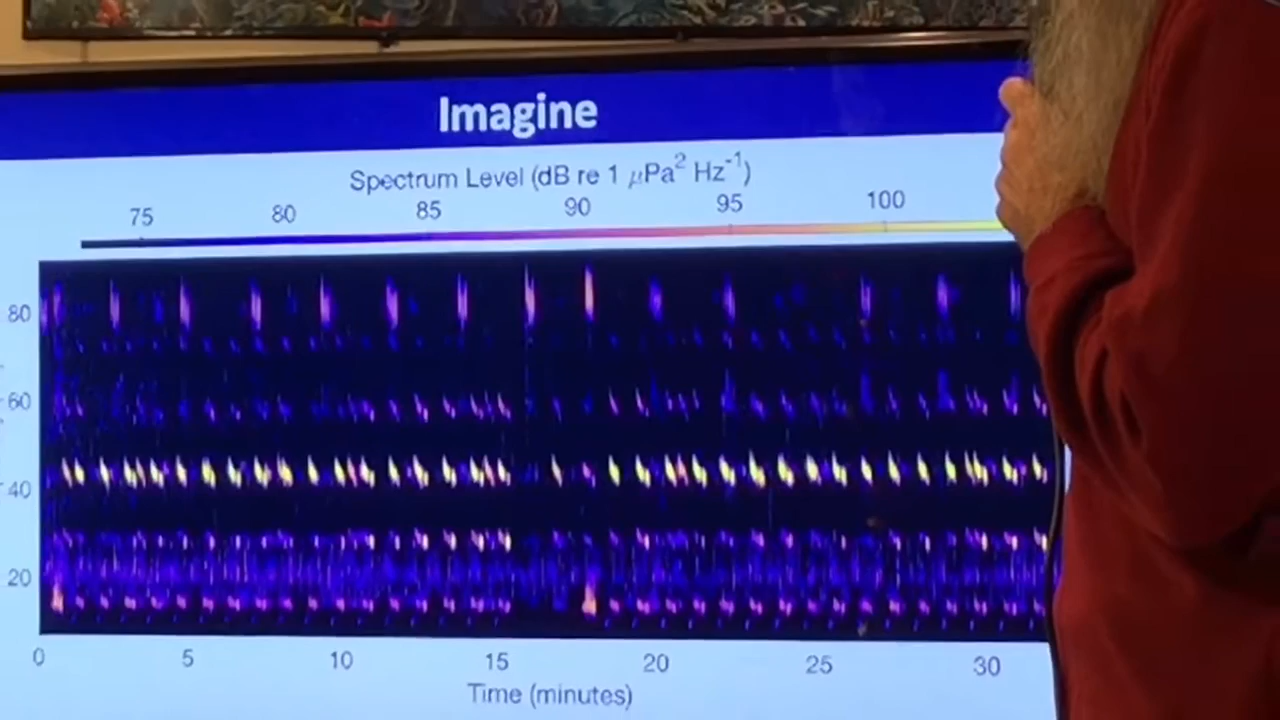 Imagine
Spectrum Level (dB re 1 μPa² Hz⁻¹)
75 80 85 90 95 100
80
60
40
20
0 5 10 15 20 25 30
Time (minutes)